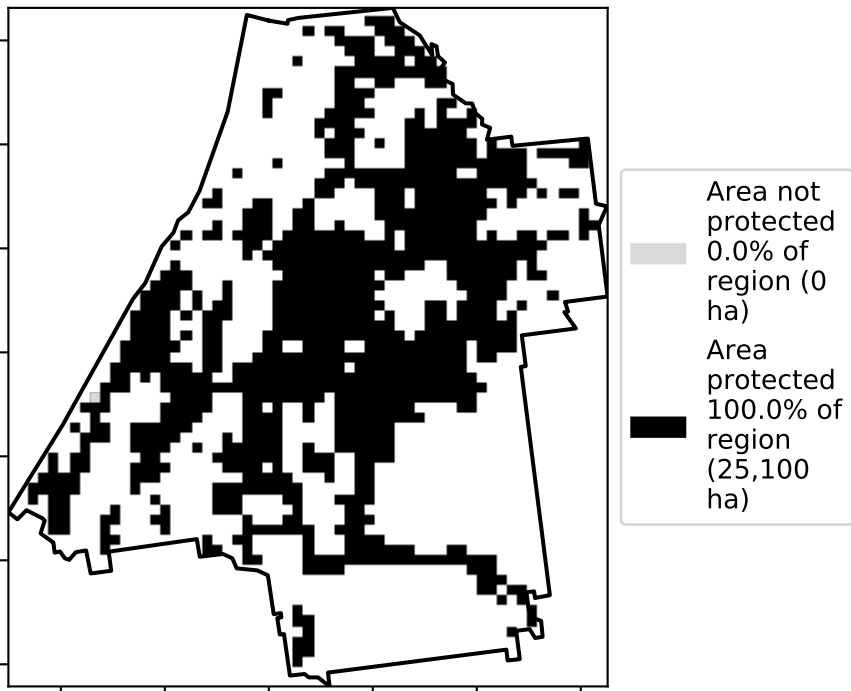 Area not
protected
0.0% of
region (0
ha)
Area
protected
100.0% of
region
(25,100
ha)